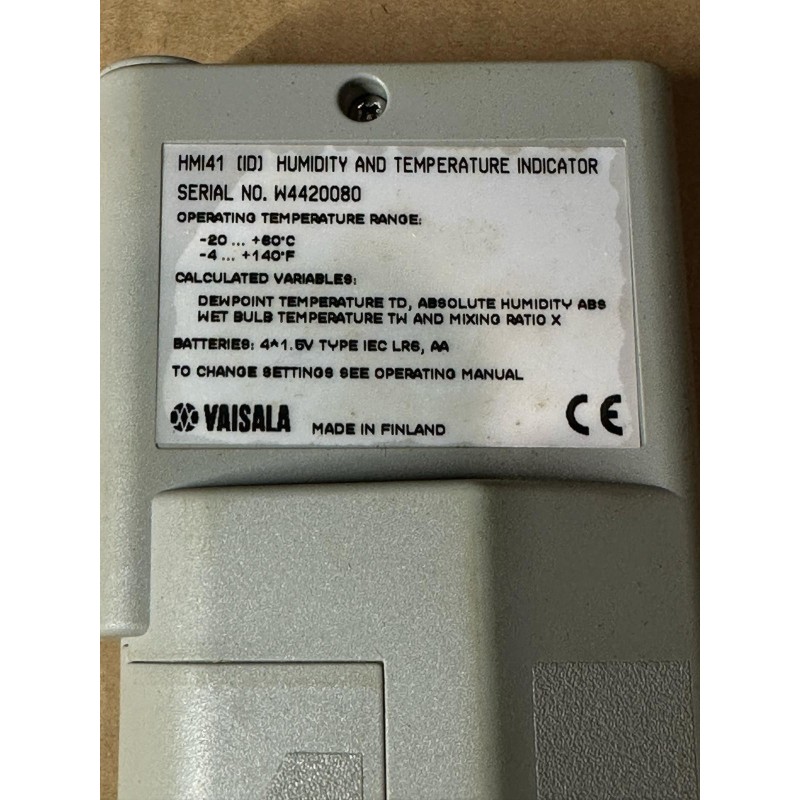 HMI41 (ID) HUMIDITY AND TEMPERATURE INDICATOR
SERIAL NO. W4420080
OPERATING TEMPERATURE RANGE:
-20 ... +60°C
-4 ... +140°F
CALCULATED VARIABLES:
DEWPOINT TEMPERATURE TD, ABSOLUTE HUMIDITY ABS
WET BULB TEMPERATURE TW AND MIXING RATIO X
BATTERIES: 4*1.5V TYPE IEC LR6, AA
TO CHANGE SETTINGS SEE OPERATING MANUAL
VAISALA MADE IN FINLAND CE